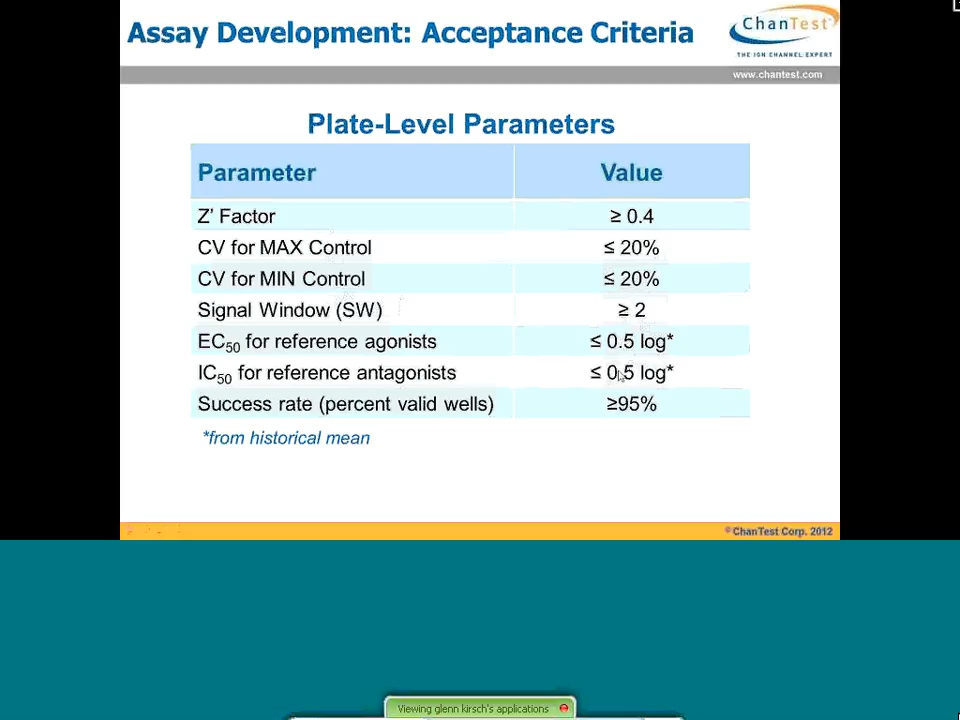 Assay Development: Acceptance Criteria
ChanTest
THE ION CHANNEL EXPERT
www.chantest.com
Plate-Level Parameters
Parameter Value
Z' Factor ≥ 0.4
CV for MAX Control ≤ 20%
CV for MIN Control ≤ 20%
Signal Window (SW) ≥ 2
EC50 for reference agonists ≤ 0.5 log*
IC50 for reference antagonists ≤ 0.5 log*
Success rate (percent valid wells) ≥95%
*from historical mean
© ChanTest Corp. 2012
Viewing glenn kirsch's applications